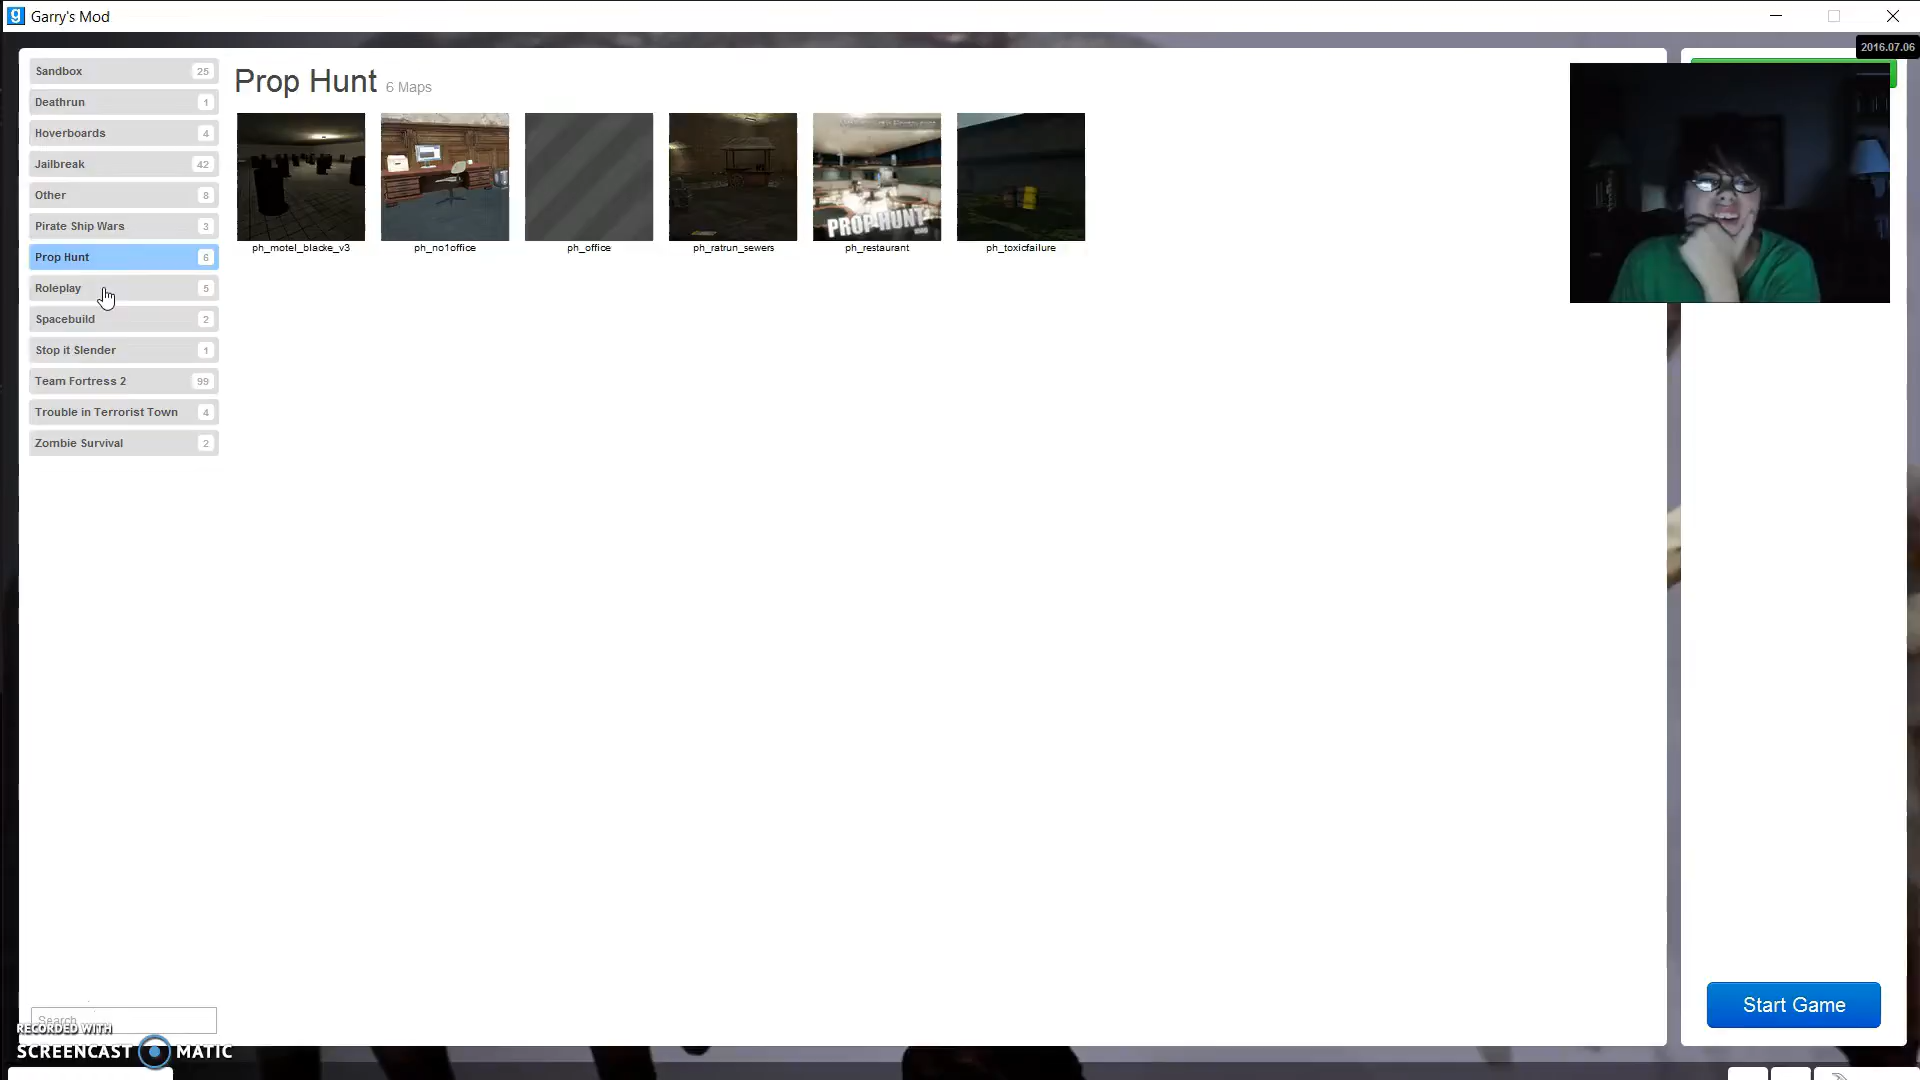 Garry's Mod
2016.07.06
Sandbox 25
Deathrun 1
Hoverboards 4
Jailbreak 42
Other 8
Pirate Ship Wars 3
Prop Hunt 6
Roleplay 5
Spacebuild 2
Stop it Slender 1
Team Fortress 2 99
Trouble in Terrorist Town 4
Zombie Survival 2
Prop Hunt 6 Maps
PROP HUNT
ph_motel_blacke_v3
ph_no1office
ph_office
ph_ratrun_sewers
ph_restaurant
ph_toxicfailure
Start Game
Search
RECORDED WITH
SCREENCAST MATIC